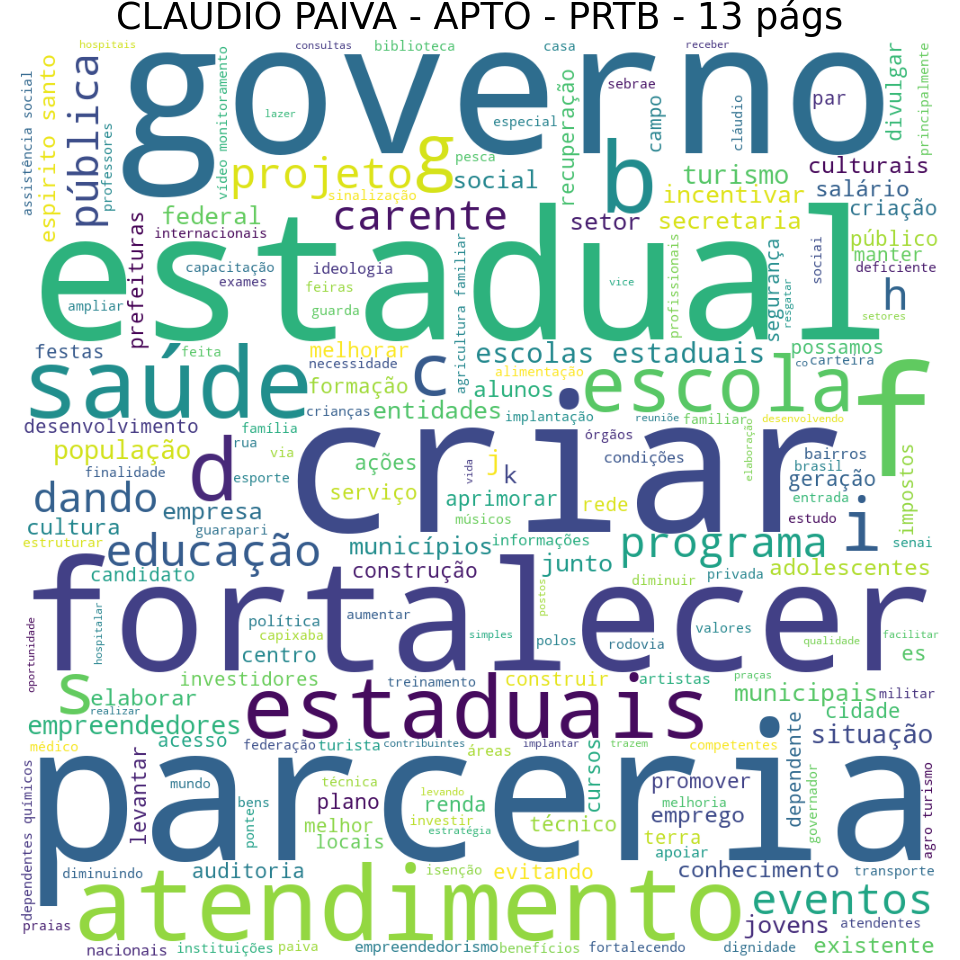 CLÁUDIO PAIVA - APTO - PRTB - 13 págs
hospitais
consultas
biblioteca
casa
receber
governo
pública
espírito santo
assistência social
professores
vídeo monitoramento
lazer
especial
sebrae
campo
cláudio
par
divulgar
principalmente
projeto
g
pesca
social
sinalização
recuperação
b
turismo
incentivar
culturais
salário
criação
federal
carente
setor
secretaria
internacionais
público
manter
deficiente
prefeituras
estadual
capacitação
exames
ideologia
feiras
guarda
agricultura familiar
vice
profissionais
segurança
resgatar
sociai
h
setores
ampliar
festas
feita
melhorar
necessidade
escolas estaduais
possamos
co
carteira
saúde
formação
c
alimentação
alunos
escola
f
crianças
entidades
implantação
reuniõe
familiar
desenvolvendo
desenvolvimento
família
rua
via
população
finalidade
d
esporte
criar
órgãos
condições
elaboração
bairros
brasil
geração
ações
vida
j
k
serviço
aprimorar
rede
entrada
impostos
dando
empresa
cultura
guarapari
músicos
estudo
i
estruturar
educação
municípios
informações
programa
senai
candidato
construção
junto
diminuir
privada
adolescentes
fortalecer
oportunidade
hospitalar
política
capixaba
centro
aumentar
simples
postos
polos
rodovia
valores
qualidade
facilitar
es
s
investidores
treinamento
construir
artistas
praças
elaborar
realizar
estaduais
municipais
militar
empreendedores
cidade
médico
acesso
federação
turista
contribuintes
áreas
implantar
trazem
competentes
situação
parceria
dependentes químicos
levantar
mundo
bens
pontes
técnica
plano
melhor
locais
levando
renda
investir
estratégia
cursos
técnico
promover
melhoria
emprego
terra
apoiar
dependente
governador
agro turismo
diminuindo
auditoria
isenção
evitando
conhecimento
transporte
atendimento
eventos
praias
jovens
atendentes
nacionais
instituições
paiva
empreendedorismo
benefícios
fortalecendo
dignidade
existente